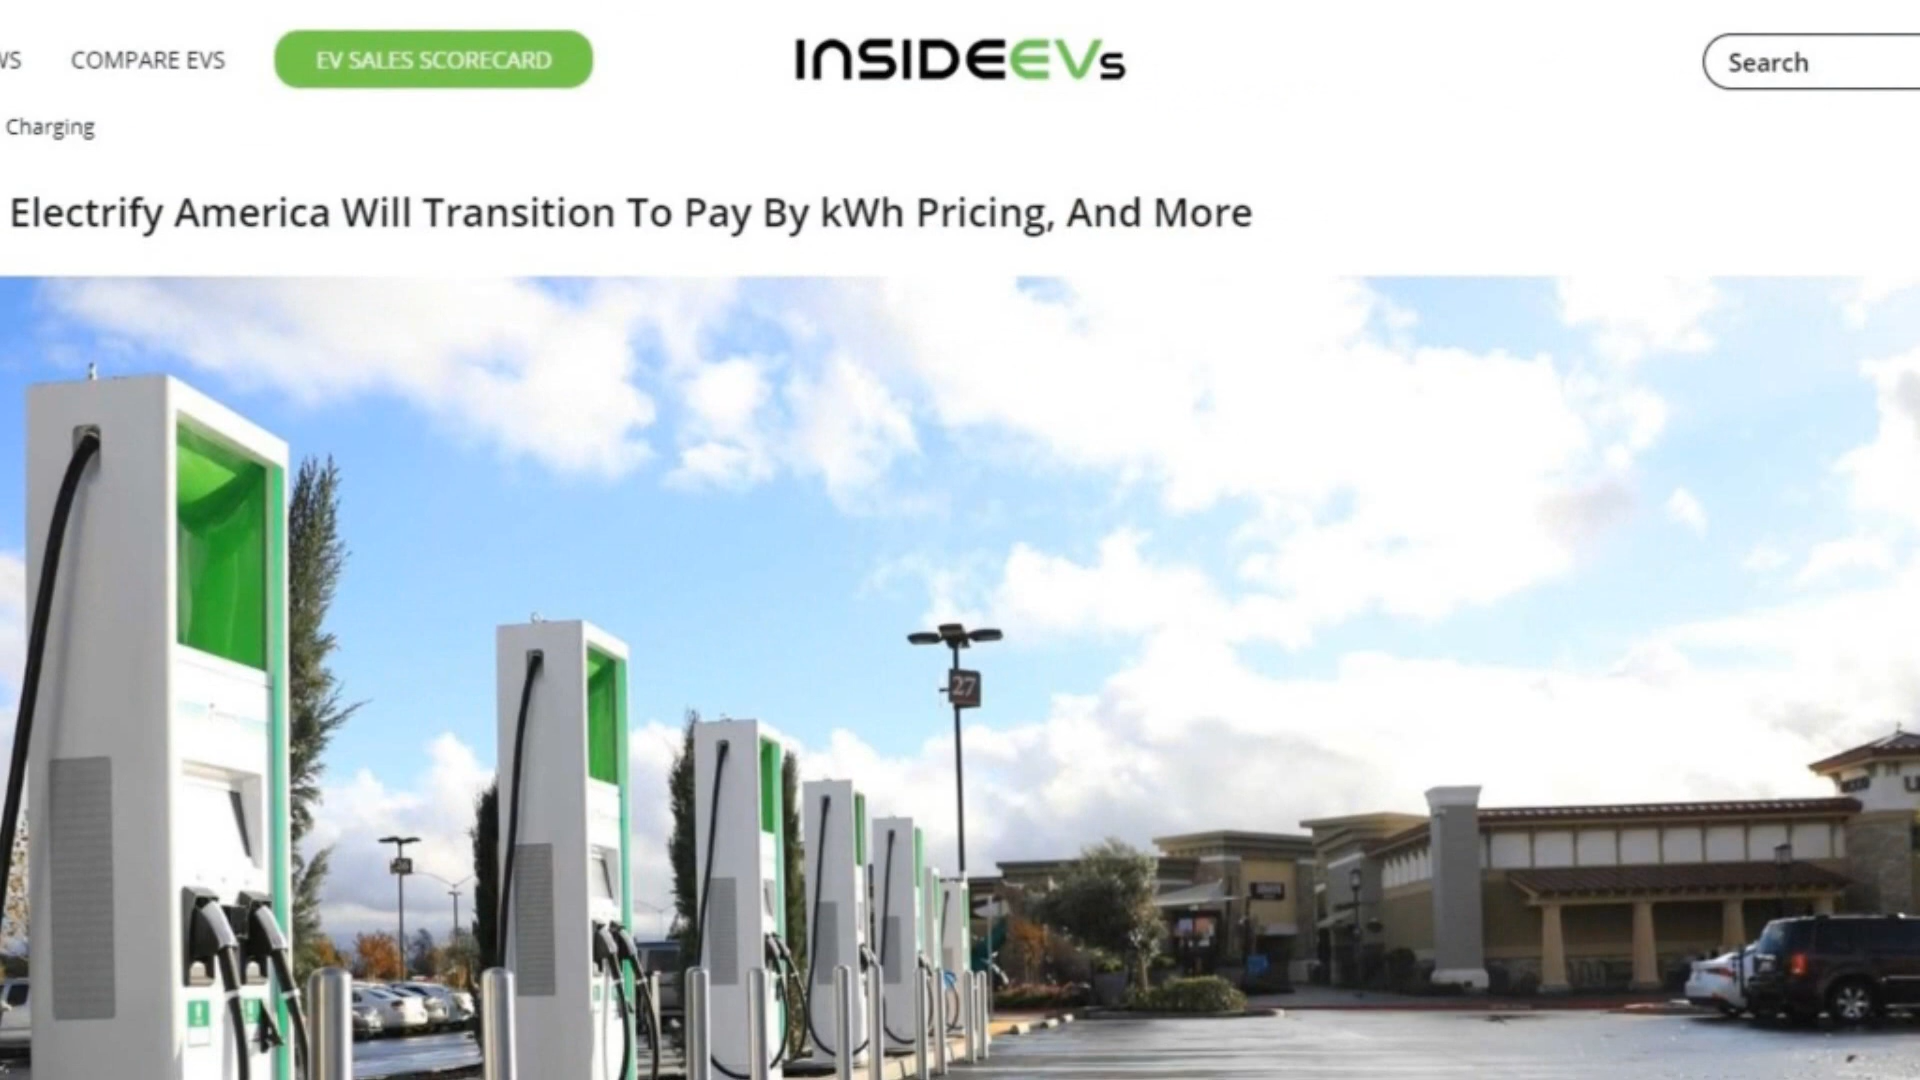 WS COMPARE EVS EV SALES SCORECARD INSIDEEVs Search
Charging
Electrify America Will Transition To Pay By kWh Pricing, And More
27